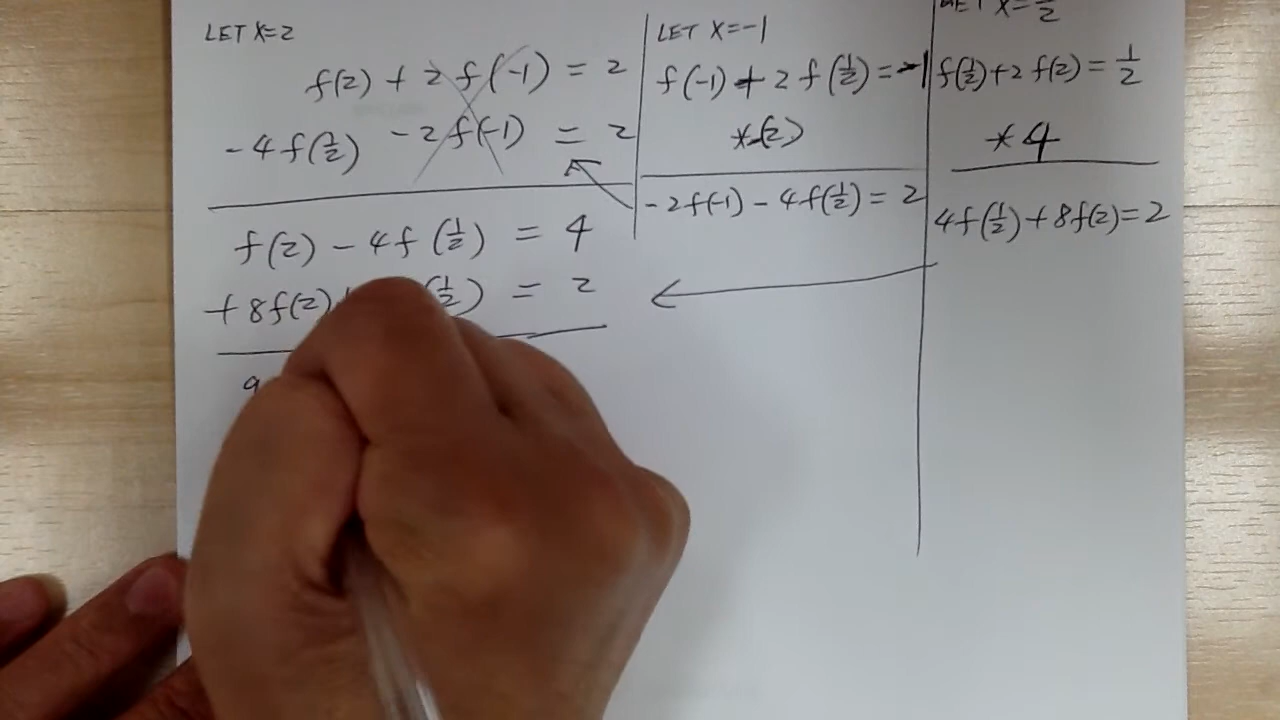 LET X=2
f(2) + 2f(-1) = 2
-4f(½) -2f(-1) = 2
f(2) - 4f(½) = 4
+8f(2) (½) = 2
9
LET X=-1
f(-1) + 2f(½) = -1
*(-2)
-2f(-1) - 4f(½) = 2
LET X=½
f(½)+2f(2) = ½
*4
4f(½)+8f(2)=2